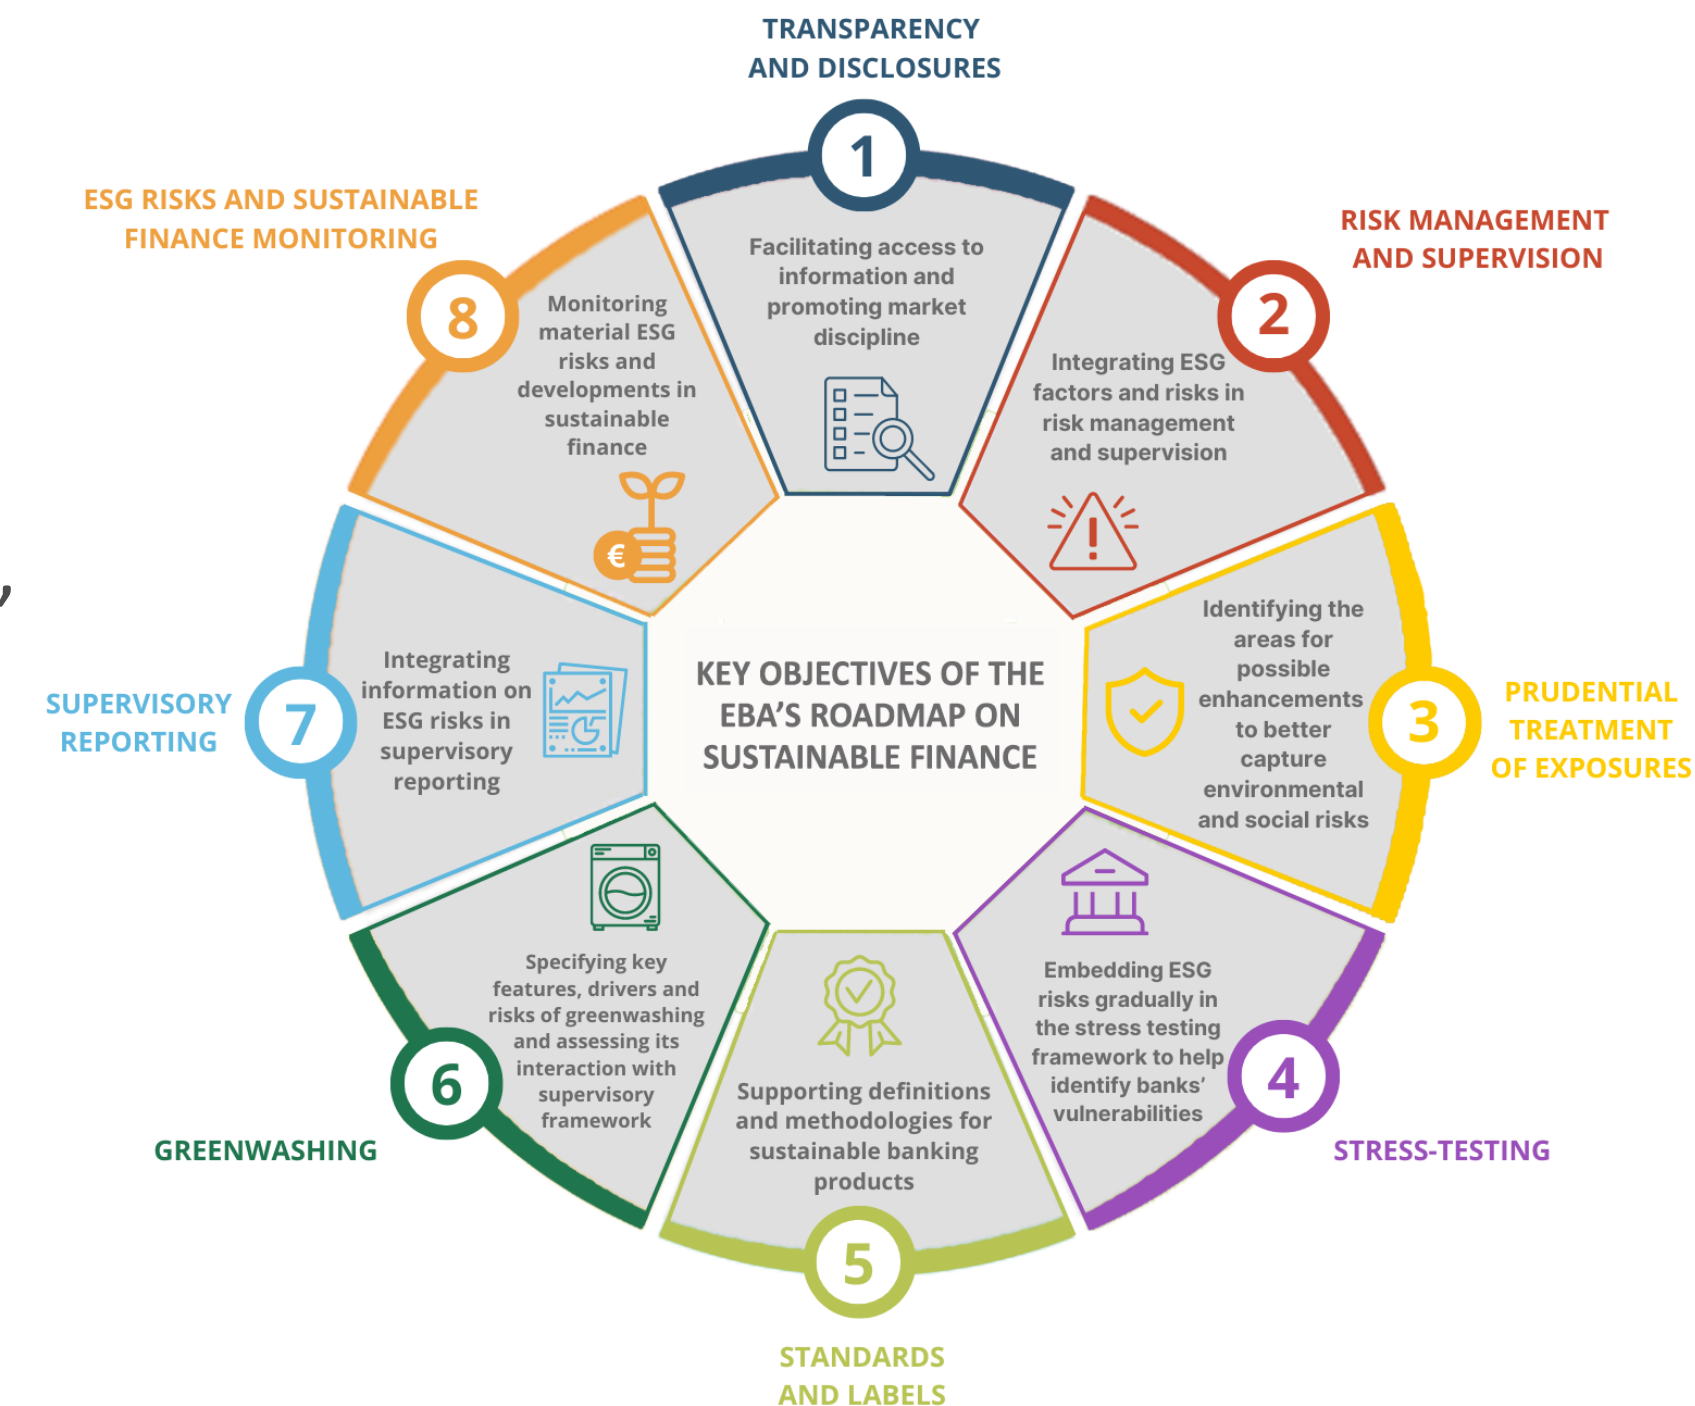 TRANSPARENCY
AND DISCLOSURES
1
Facilitating access to
information and
promoting market
discipline
RISK MANAGEMENT
AND SUPERVISION
2
Integrating ESG
factors and risks in
risk management
and supervision
PRUDENTIAL
TREATMENT
OF EXPOSURES
3
Identifying the
areas for
possible
enhancements
to better
capture
environmental
and social risks
STRESS-TESTING
4
Embedding ESG
risks gradually in
the stress testing
framework to help
identify banks’
vulnerabilities
STANDARDS
AND LABELS
5
Supporting definitions
and methodologies for
sustainable banking
products
GREENWASHING
6
Specifying key
features, drivers and
risks of greenwashing
and assessing its
interaction with
supervisory
framework
SUPERVISORY
REPORTING
7
Integrating
information on
ESG risks in
supervisory
reporting
ESG RISKS AND SUSTAINABLE
FINANCE MONITORING
8
Monitoring
material ESG
risks and
developments in
sustainable
finance
€
KEY OBJECTIVES OF THE
EBA’S ROADMAP ON
SUSTAINABLE FINANCE
,